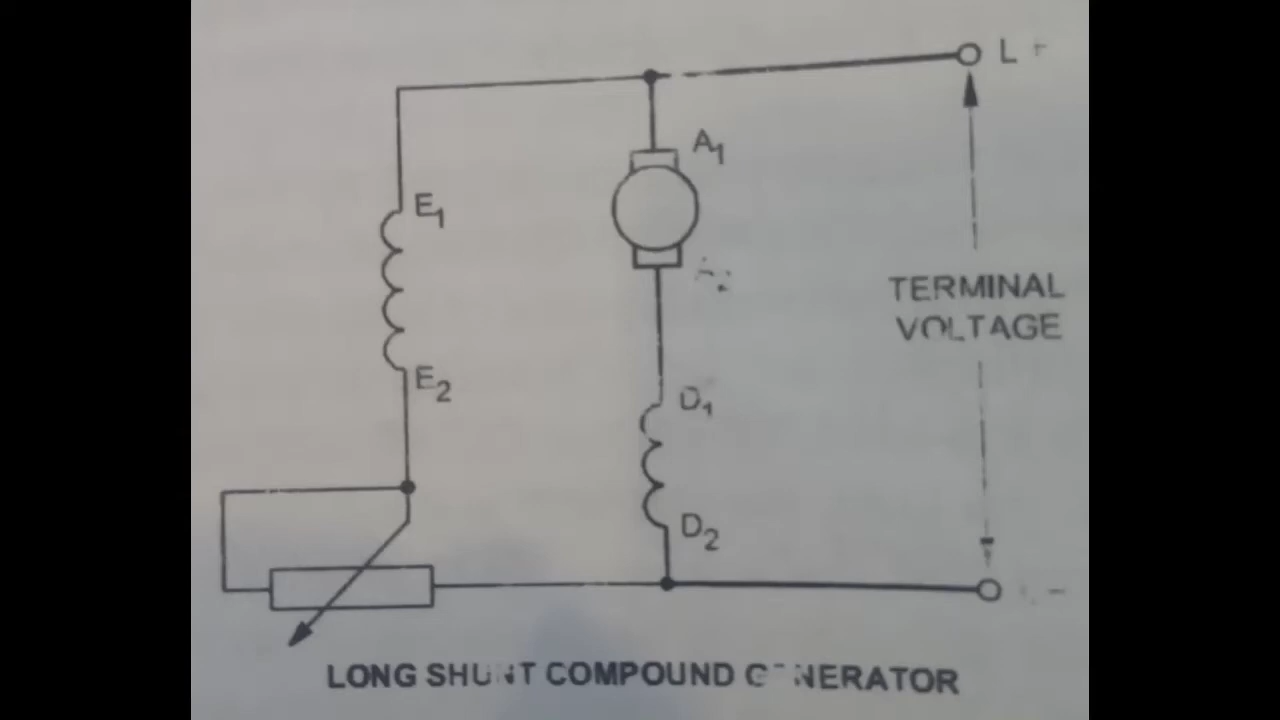 L +
A1
E1
TERMINAL
VOLTAGE
E2
D1
D2
LONG SHUNT COMPOUND GENERATOR